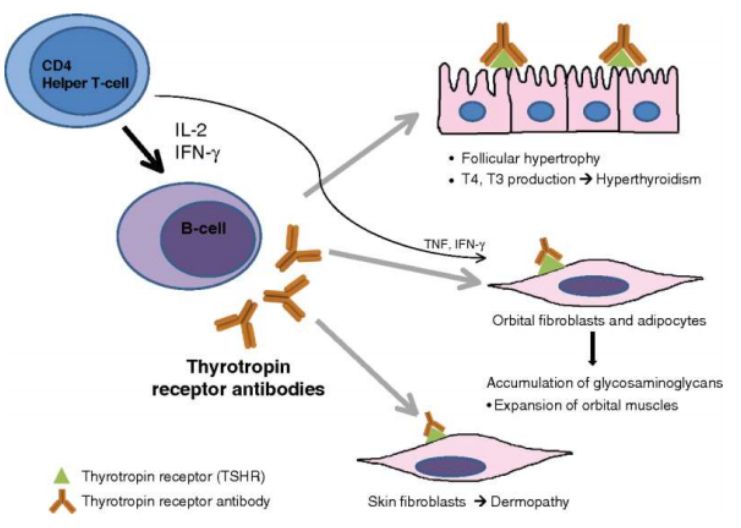 CD4
Helper T-cell
IL-2
IFN-γ
B-cell
Thyrotropin
receptor antibodies
• Follicular hypertrophy
• T4, T3 production → Hyperthyroidism
TNF, IFN-γ
Orbital fibroblasts and adipocytes
Accumulation of glycosaminoglycans
• Expansion of orbital muscles
Skin fibroblasts → Dermopathy
Thyrotropin receptor (TSHR)
Thyrotropin receptor antibody